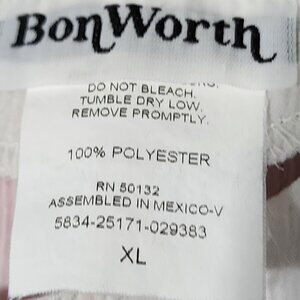 BonWorth
DO NOT BLEACH.
TUMBLE DRY LOW.
REMOVE PROMPTLY.
100% POLYESTER
RN 50132
ASSEMBLED IN MEXICO-V
5834-25171-029383
XL